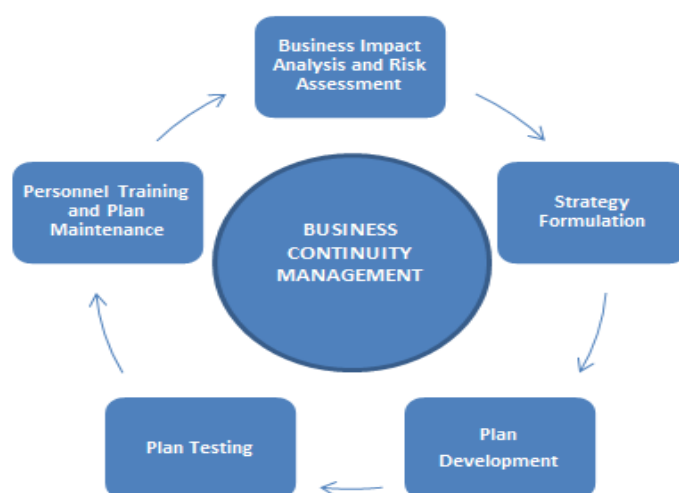 Business Impact
Analysis and Risk
Assessment
Strategy
Formulation
Plan
Development
Plan Testing
Personnel Training
and Plan
Maintenance
BUSINESS
CONTINUITY
MANAGEMENT